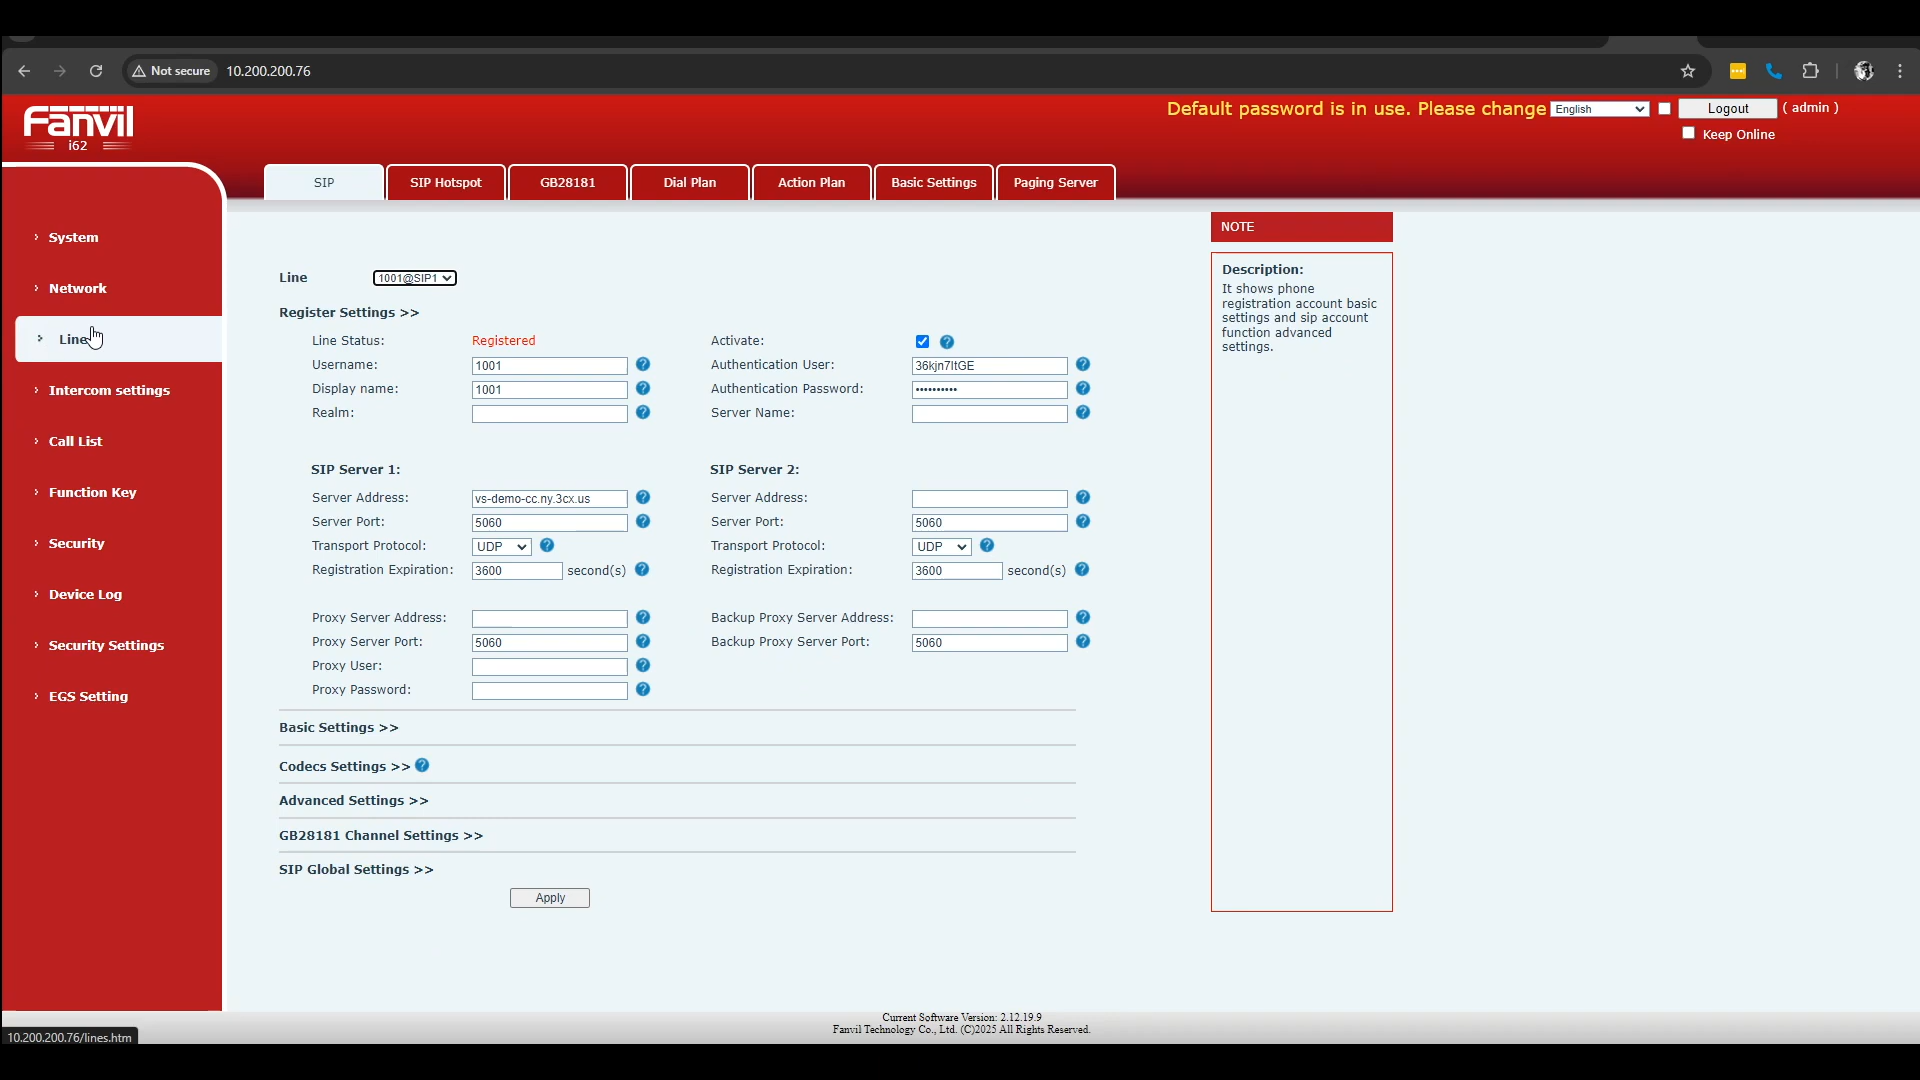 Not secure 10.200.200.76
Fanvil
i62
Default password is in use. Please change English Logout ( admin )
Keep Online
SIP SIP Hotspot GB28181 Dial Plan Action Plan Basic Settings Paging Server
System
Network
Line
Intercom settings
Call List
Function Key
Security
Device Log
Security Settings
EGS Setting
Line 1001@SIP1
Register Settings >>
Line Status: Registered Activate:
Username: 1001 Authentication User: 36kjn7ItGE
Display name: 1001 Authentication Password: ••••••••••
Realm: Server Name:
SIP Server 1: SIP Server 2:
Server Address: vs-demo-cc.ny.3cx.us Server Address:
Server Port: 5060 Server Port: 5060
Transport Protocol: UDP Transport Protocol: UDP
Registration Expiration: 3600 second(s) Registration Expiration: 3600 second(s)
Proxy Server Address: Backup Proxy Server Address:
Proxy Server Port: 5060 Backup Proxy Server Port: 5060
Proxy User:
Proxy Password:
Basic Settings >>
Codecs Settings >>
Advanced Settings >>
GB28181 Channel Settings >>
SIP Global Settings >>
Apply
NOTE
Description:
It shows phone
registration account basic
settings and sip account
function advanced
settings.
Current Software Version: 2.12.19.9
Fanvil Technology Co., Ltd. (C)2025 All Rights Reserved.
10.200.200.76/lines.htm